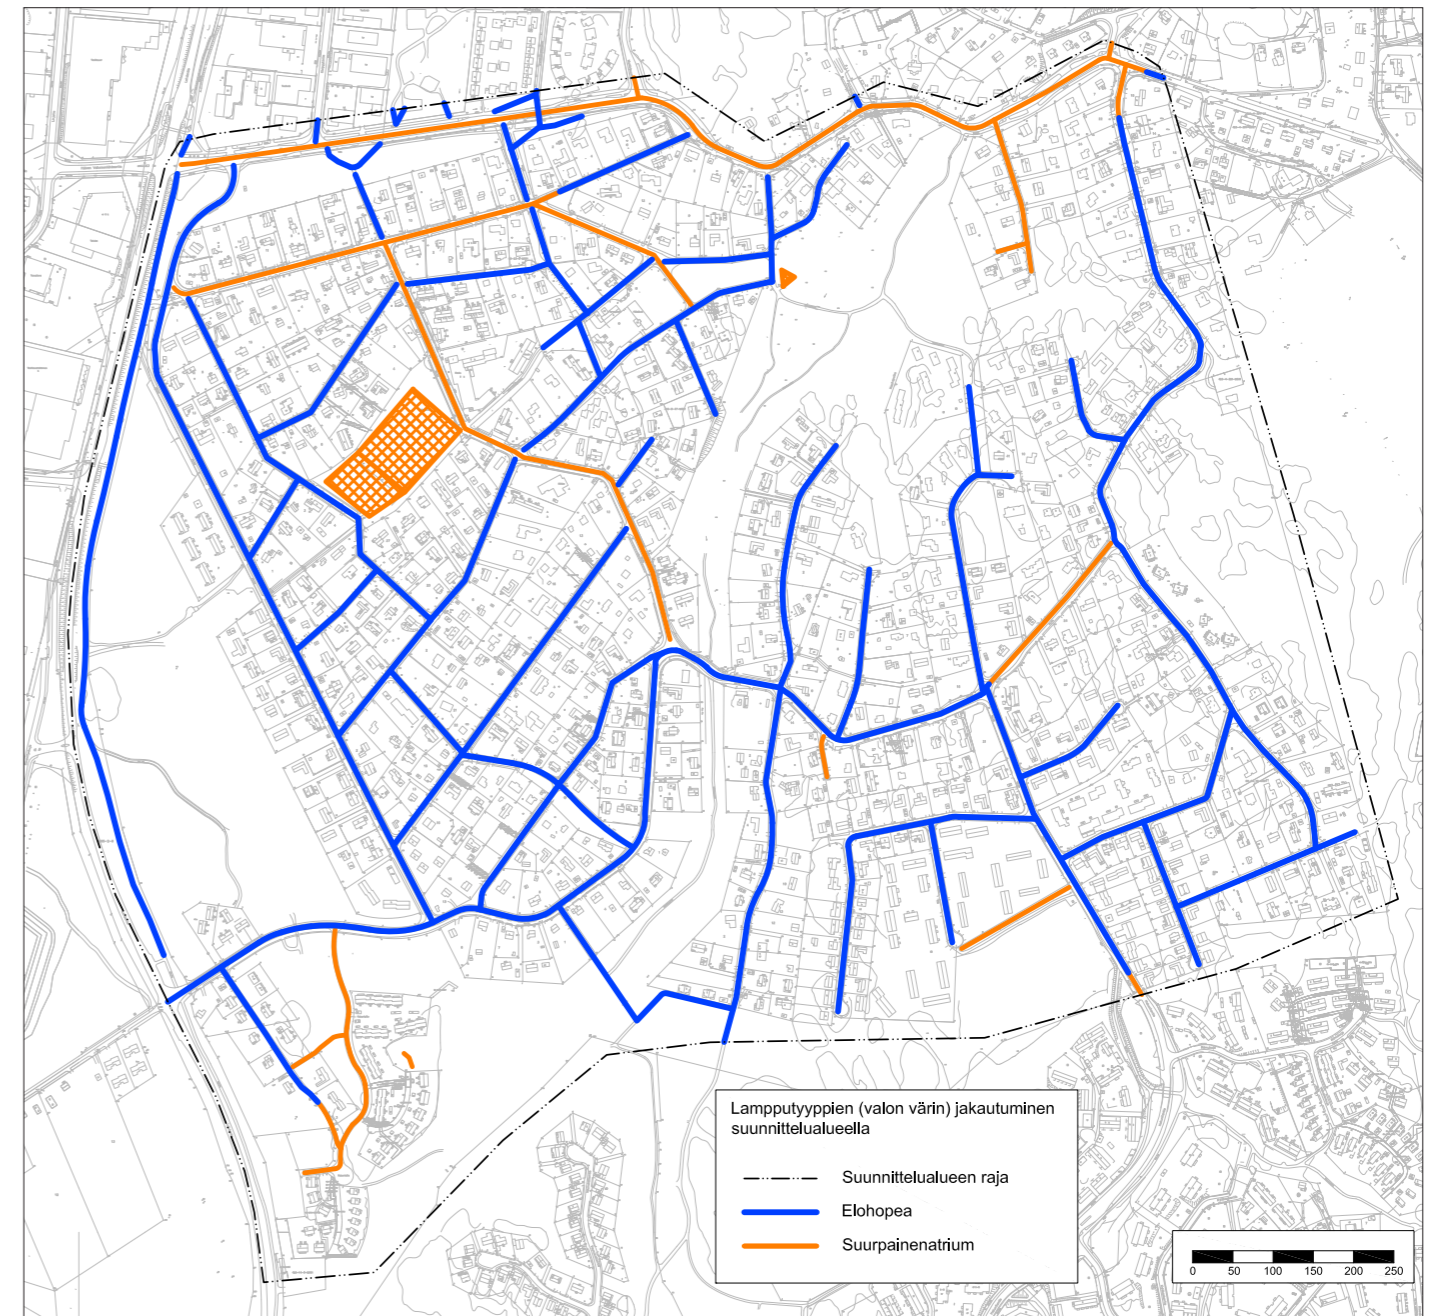 Lampputyyppien (valon värin) jakautuminen
suunnittelualueella
Suunnittelualueen raja
Elohopea
Suurpainenatrium
0 50 100 150 200 250